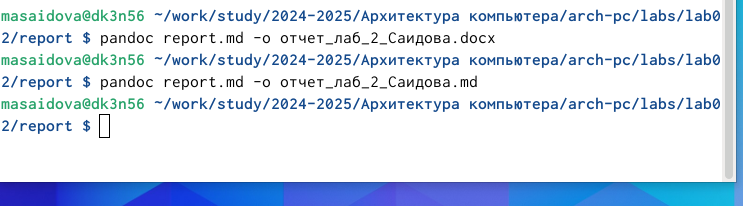 masaidova@dk3n56 ~/work/study/2024-2025/Архитектура компьютера/arch-pc/labs/lab0
2/report $ pandoc report.md -o отчет_лаб_2_Саидова.docx
masaidova@dk3n56 ~/work/study/2024-2025/Архитектура компьютера/arch-pc/labs/lab0
2/report $ pandoc report.md -o отчет_лаб_2_Саидова.md
masaidova@dk3n56 ~/work/study/2024-2025/Архитектура компьютера/arch-pc/labs/lab0
2/report $